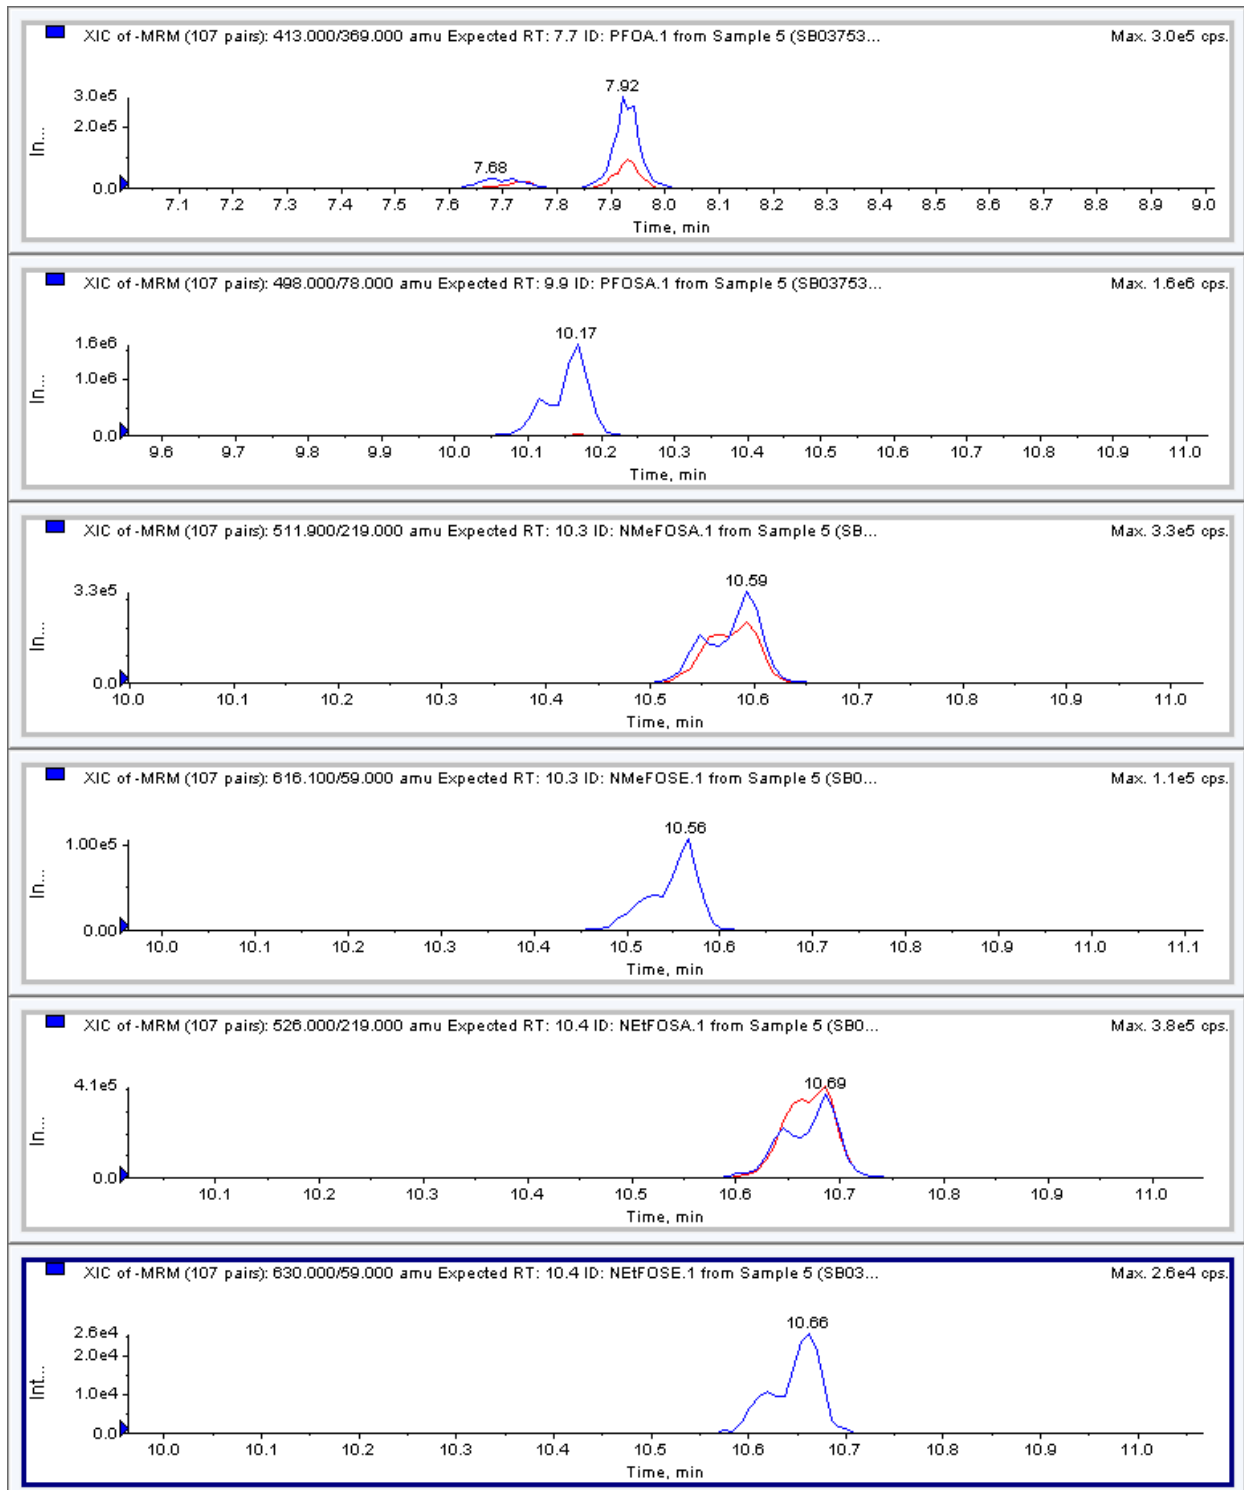 XIC of -MRM (107 pairs): 413.000/369.000 amu Expected RT: 7.7 ID: PFOA.1 from Sample 5 (SB03753... Max. 3.0e5 cps.
7.92
3.0e5
2.0e5
7.68
In...
0.0
7.1 7.2 7.3 7.4 7.5 7.6 7.7 7.8 7.9 8.0 8.1 8.2 8.3 8.4 8.5 8.6 8.7 8.8 8.9 9.0
Time, min
XIC of -MRM (107 pairs): 498.000/78.000 amu Expected RT: 9.9 ID: PFOSA.1 from Sample 5 (SB03753... Max. 1.6e6 cps.
10.17
1.6e6
1.0e6
In...
0.0
9.6 9.7 9.8 9.9 10.0 10.1 10.2 10.3 10.4 10.5 10.6 10.7 10.8 10.9 11.0
Time, min
XIC of -MRM (107 pairs): 511.900/219.000 amu Expected RT: 10.3 ID: NMeFOSA.1 from Sample 5 (SB... Max. 3.3e5 cps.
10.59
3.3e5
In...
0.0
10.0 10.1 10.2 10.3 10.4 10.5 10.6 10.7 10.8 10.9 11.0
Time, min
XIC of -MRM (107 pairs): 616.100/59.000 amu Expected RT: 10.3 ID: NMeFOSE.1 from Sample 5 (SB0... Max. 1.1e5 cps.
10.56
1.00e5
In...
0.00
10.0 10.1 10.2 10.3 10.4 10.5 10.6 10.7 10.8 10.9 11.0 11.1
Time, min
XIC of -MRM (107 pairs): 526.000/219.000 amu Expected RT: 10.4 ID: NEtFOSA.1 from Sample 5 (SB0... Max. 3.8e5 cps.
10.69
4.1e5
In...
0.0
10.1 10.2 10.3 10.4 10.5 10.6 10.7 10.8 10.9 11.0
Time, min
XIC of -MRM (107 pairs): 630.000/59.000 amu Expected RT: 10.4 ID: NEtFOSE.1 from Sample 5 (SB03... Max. 2.6e4 cps.
10.66
2.6e4
2.0e4
Int...
1.0e4
0.0
10.0 10.1 10.2 10.3 10.4 10.5 10.6 10.7 10.8 10.9 11.0
Time, min